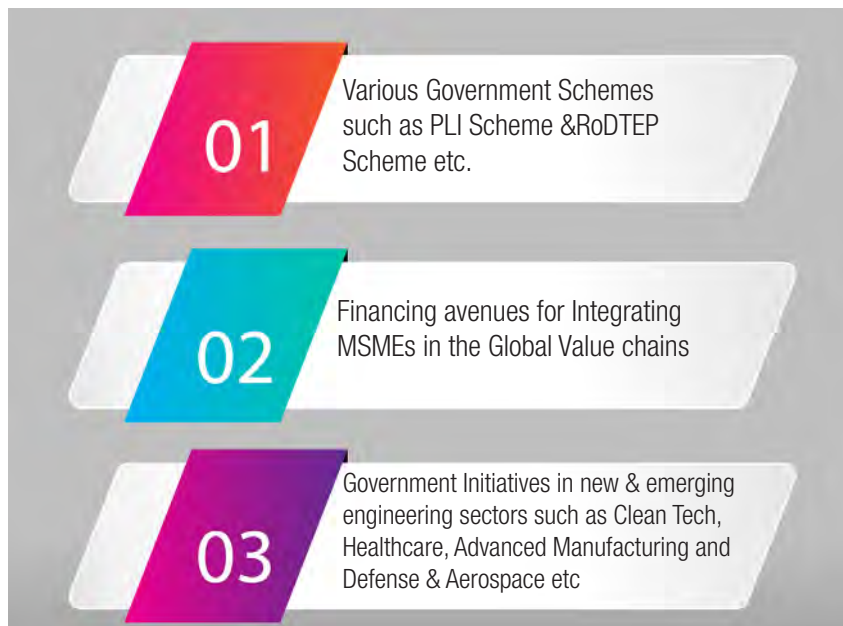 01
Various Government Schemes
such as PLI Scheme &RoDTEP
Scheme etc.
02
Financing avenues for Integrating
MSMEs in the Global Value chains
03
Government Initiatives in new & emerging
engineering sectors such as Clean Tech,
Healthcare, Advanced Manufacturing and
Defense & Aerospace etc